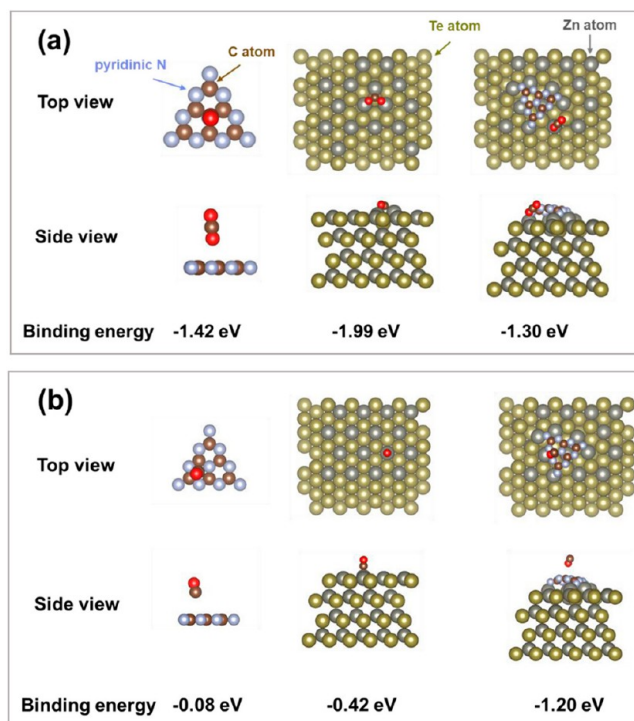 (a)
Te atom
Zn atom
C atom
pyridinic N
Top view
Side view
Binding energy -1.42 eV -1.99 eV -1.30 eV
(b)
Top view
Side view
Binding energy -0.08 eV -0.42 eV -1.20 eV